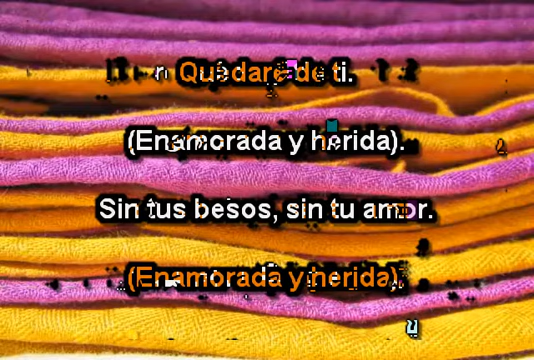 Quedaré de ti.
(Enamorada y herida).
Sin tus besos, sin tu amor.
(Enamorada y herida).